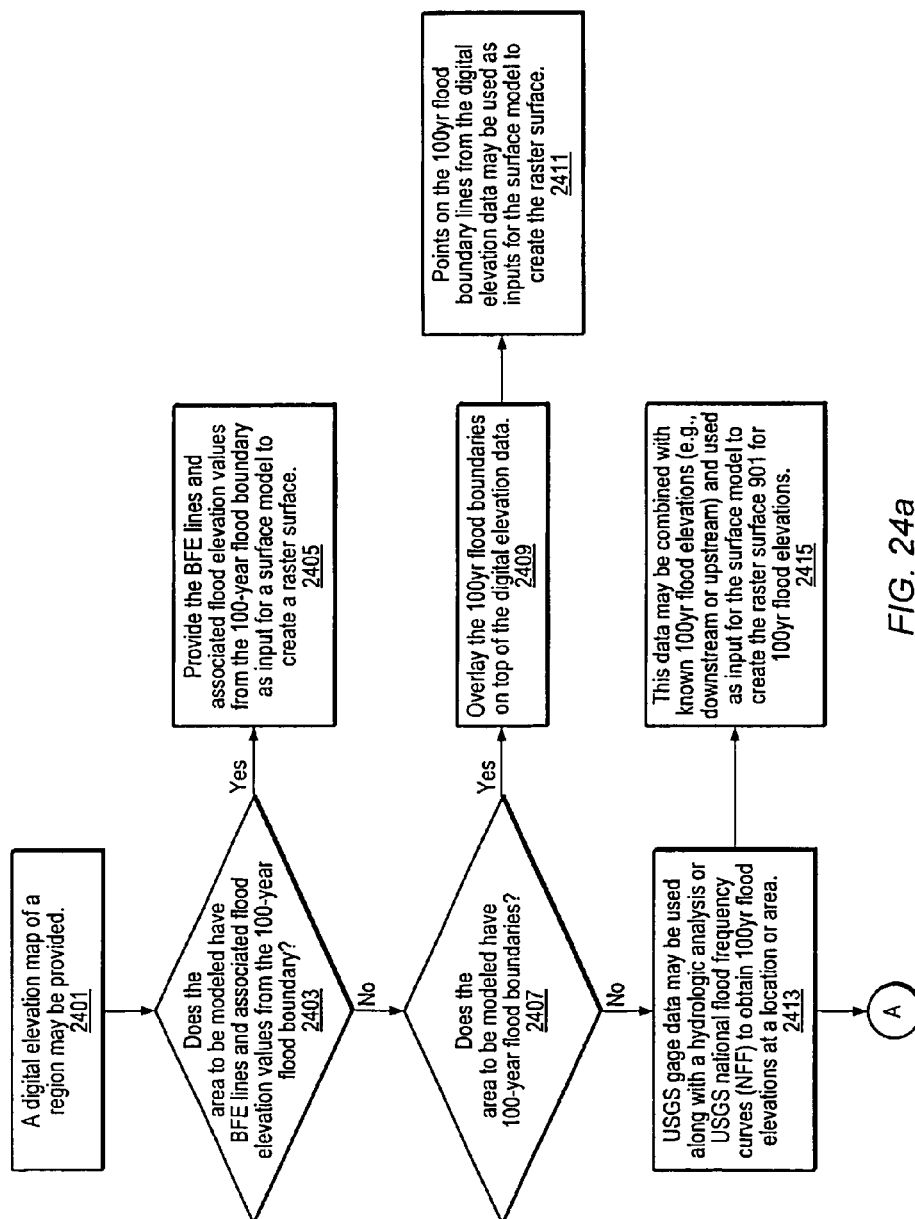 A digital elevation map of a
region may be provided.
2401
Does the
area to be modeled have
BFE lines and associated flood
elevation values from the 100-year
flood boundary?
2403
Yes
Provide the BFE lines and
associated flood elevation values
from the 100-year flood boundary
as input for a surface model to
create a raster surface.
2405
No
Does the
area to be modeled have
100-year flood boundaries?
2407
Yes
Overlay the 100yr flood boundaries
on top of the digital elevation data.
2409
Points on the 100yr flood
boundary lines from the digital
elevation data may be used as
inputs for the surface model to
create the raster surface.
2411
No
USGS gage data may be used
along with a hydrologic analysis or
USGS national flood frequency
curves (NFF) to obtain 100yr flood
elevations at a location or area.
2413
This data may be combined with
known 100yr flood elevations (e.g.,
downstream or upstream) and used
as input for the surface model to
create the raster surface 901 for
100yr flood elevations.
2415
A
FIG. 24a